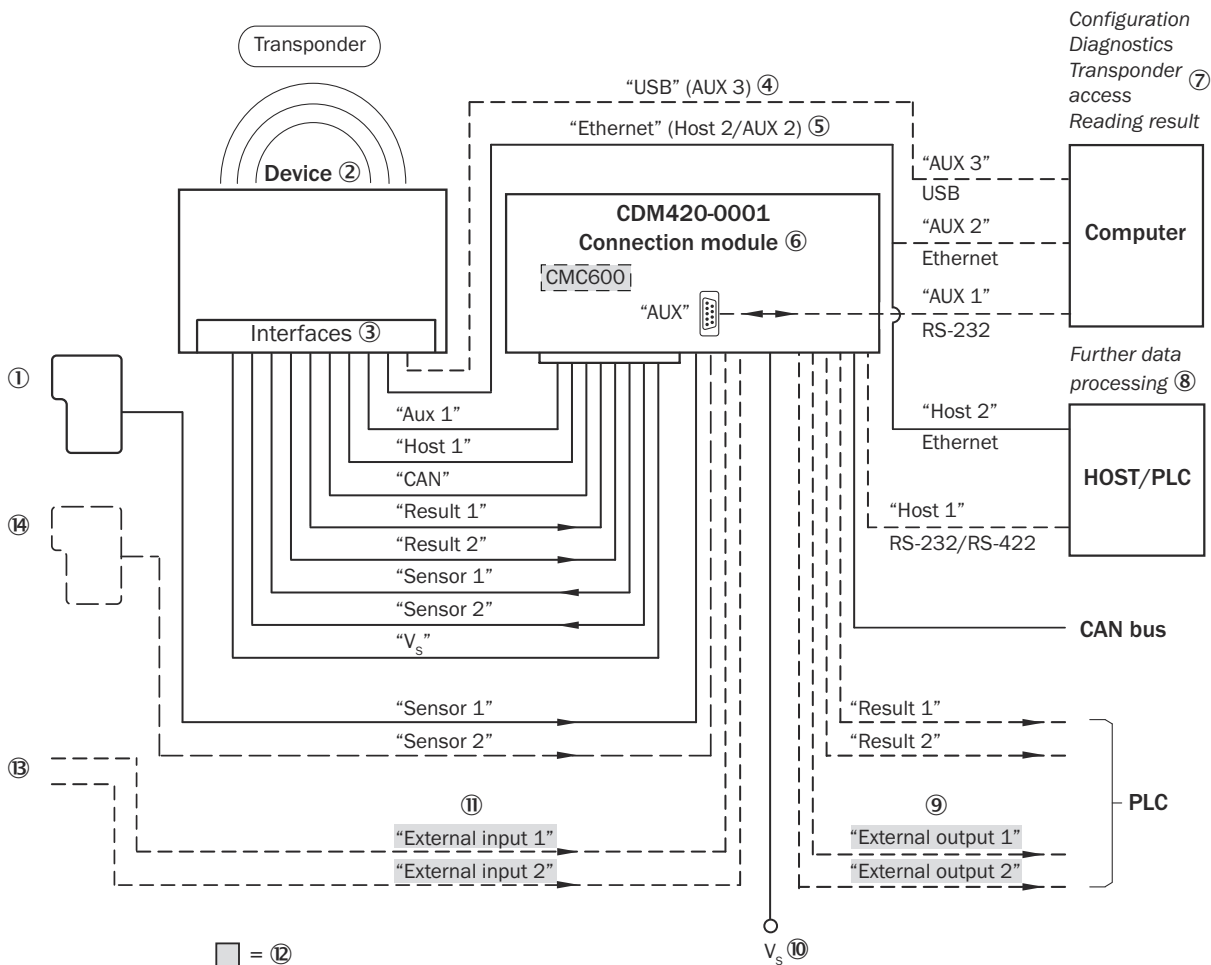 Configuration
Diagnostics
Transponder
access
Reading result
⑦
Transponder
“USB” (AUX 3) ④
“Ethernet” (Host 2/AUX 2) ⑤
Device ②
CDM420-0001
Connection module ⑥
CMC600
“AUX”
“AUX 3”
USB
“AUX 2”
Ethernet
“AUX 1”
RS-232
Computer
Interfaces ③
①
Further data
processing ⑧
“Aux 1”
“Host 1”
“CAN”
“Result 1”
“Result 2”
“Sensor 1”
“Sensor 2”
“Vs”
“Host 2”
Ethernet
HOST/PLC
“Host 1”
RS-232/RS-422
⑭
CAN bus
“Sensor 1”
“Sensor 2”
“Result 1”
“Result 2”
⑬
⑪
⑨
PLC
“External input 1”
“External input 2”
“External output 1”
“External output 2”
= ⑫
Vs ⑩